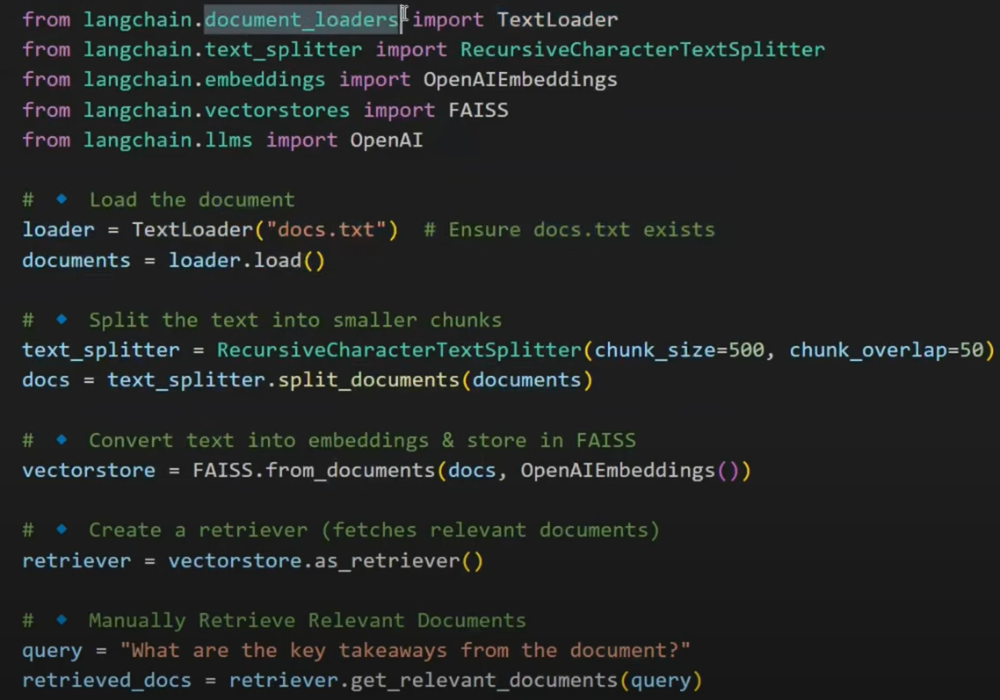 from langchain.document_loaders import TextLoader
from langchain.text_splitter import RecursiveCharacterTextSplitter
from langchain.embeddings import OpenAIEmbeddings
from langchain.vectorstores import FAISS
from langchain.llms import OpenAI
# 🔹 Load the document
loader = TextLoader("docs.txt")  # Ensure docs.txt exists
documents = loader.load()
# 🔹 Split the text into smaller chunks
text_splitter = RecursiveCharacterTextSplitter(chunk_size=500, chunk_overlap=50)
docs = text_splitter.split_documents(documents)
# 🔹 Convert text into embeddings & store in FAISS
vectorstore = FAISS.from_documents(docs, OpenAIEmbeddings())
# 🔹 Create a retriever (fetches relevant documents)
retriever = vectorstore.as_retriever()
# 🔹 Manually Retrieve Relevant Documents
query = "What are the key takeaways from the document?"
retrieved_docs = retriever.get_relevant_documents(query)